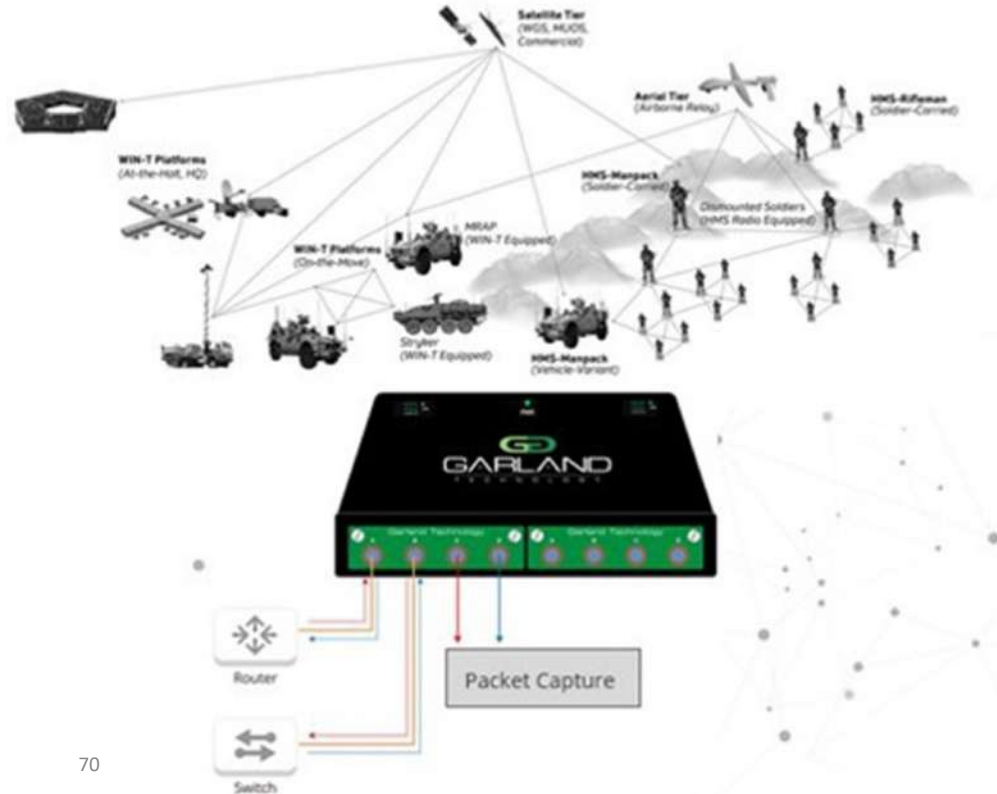 Satellite Tier
(WGS, MUOS,
Commercial)
Aerial Tier
(Airborne Relay)
HMS-Rifleman
(Soldier-Carried)
WIN-T Platforms
(At-the-Halt, HQ)
HMS-Manpack
(Soldier-Carried)
Dismounted Soldiers
(HMS Radio Equipped)
MRAP
(WIN-T Equipped)
WIN-T Platforms
(On-the-Move)
Stryker
(WIN-T Equipped)
HMS-Manpack
(Vehicle-Variant)
GARLAND
TECHNOLOGY
Garland Technology
Garland Technology
Router
Packet Capture
Switch
70